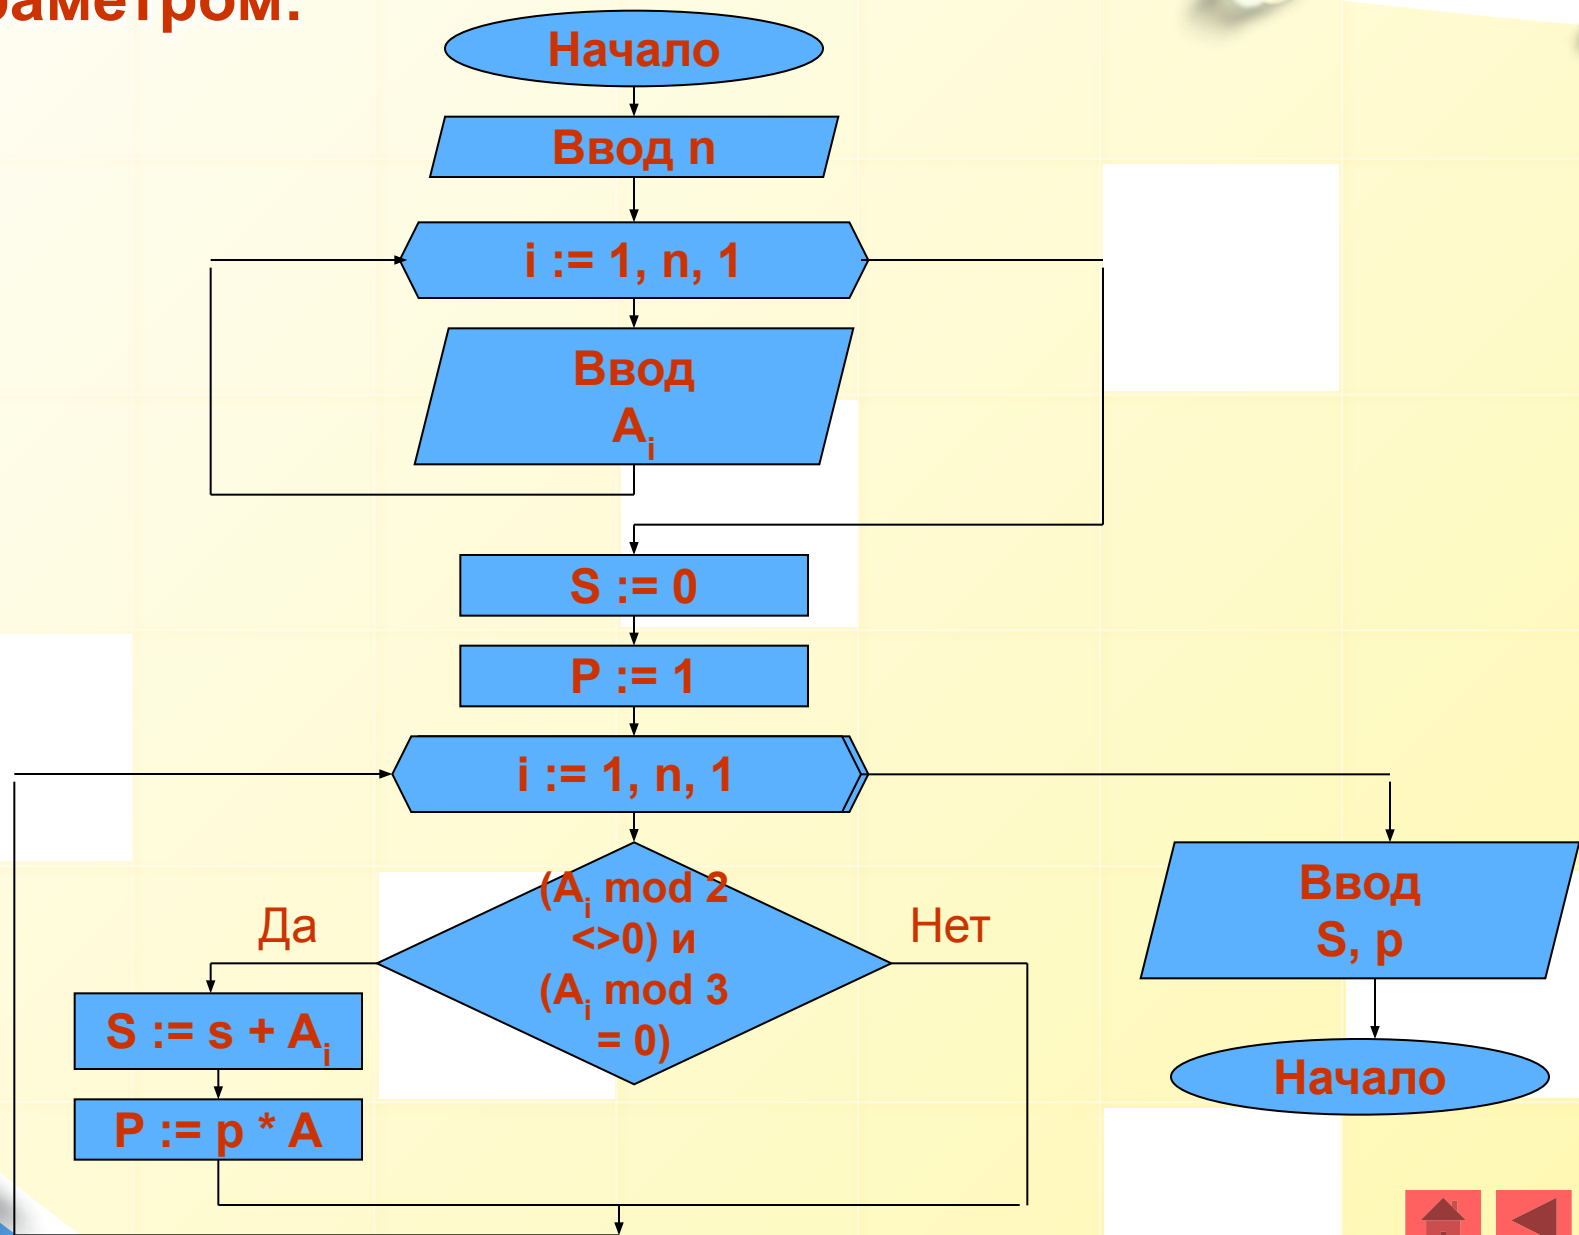 Начало
Ввод n
i := 1, n, 1
Ввод
Ai
S := 0
P := 1
i := 1, n, 1
(Ai mod 2
<>0) и
(Ai mod 3
= 0)
Да
Нет
S := s + Ai
P := p * A
Ввод
S, p
Начало